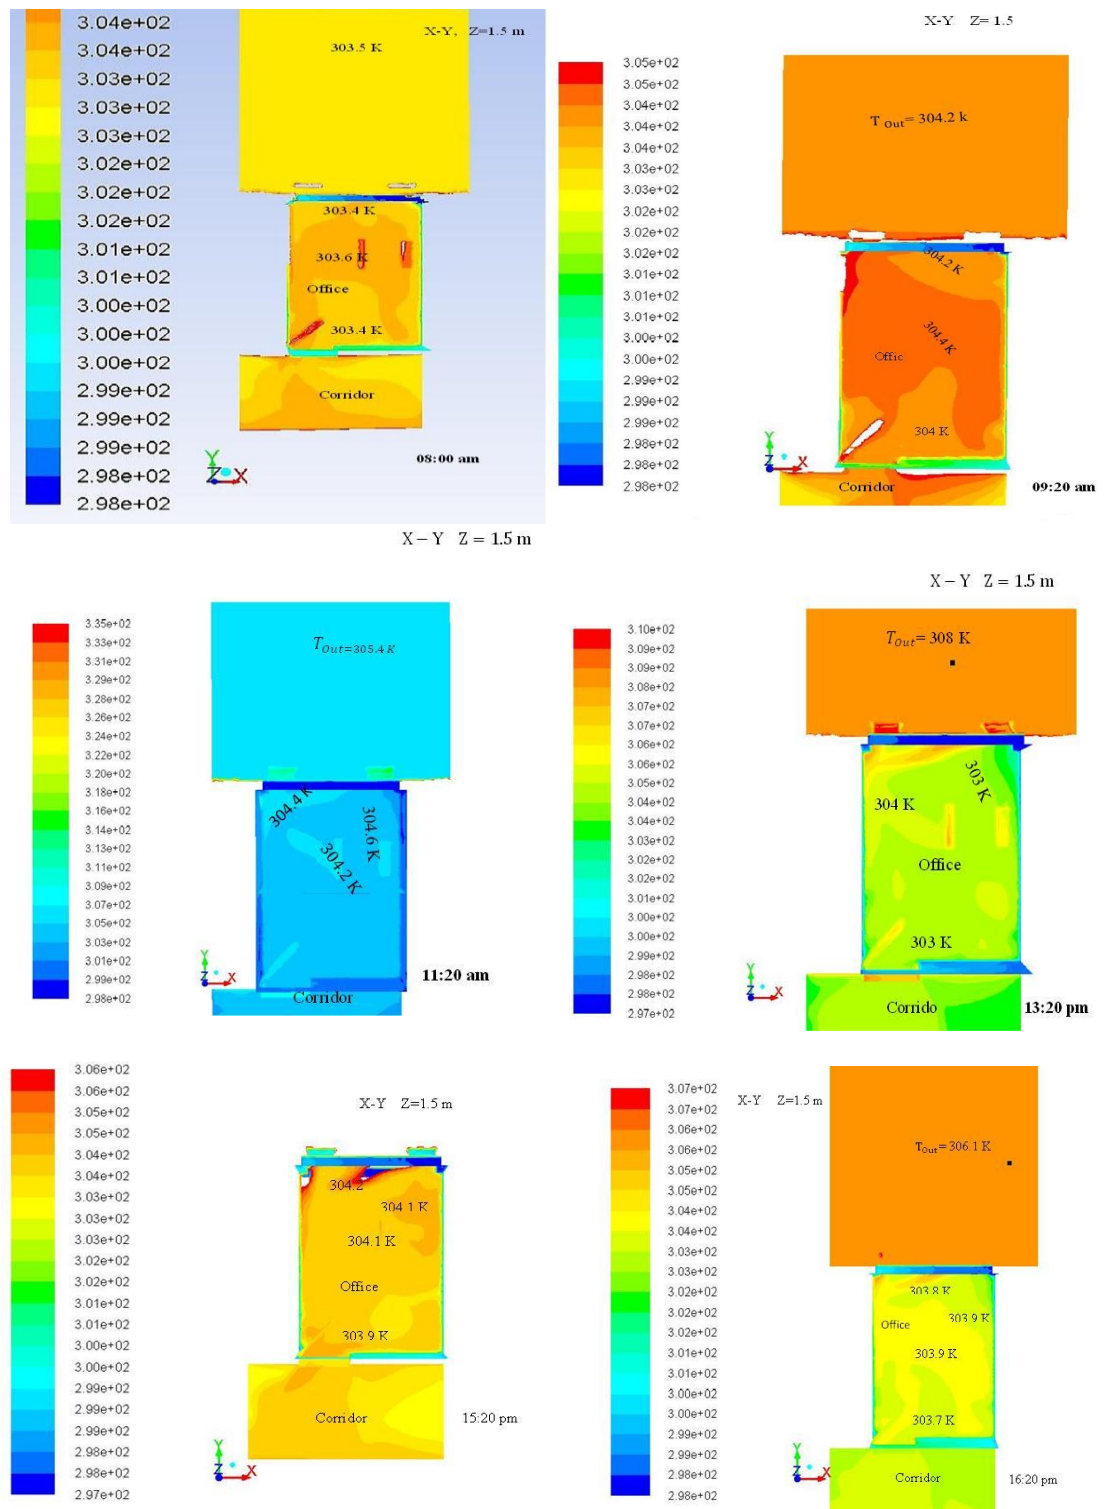 3.04e+02
3.04e+02
3.03e+02
3.03e+02
3.03e+02
3.02e+02
3.02e+02
3.02e+02
3.01e+02
3.01e+02
3.00e+02
3.00e+02
3.00e+02
2.99e+02
2.99e+02
2.99e+02
2.98e+02
2.98e+02
X-Y, Z=1.5 m
303.5 K
303.4 K
303.6 K
Office
303.4 K
Corridor
08:00 am
Y
Z
X
X-Y Z= 1.5
3.05e+02
3.05e+02
3.04e+02
3.04e+02
3.03e+02
3.03e+02
3.03e+02
3.02e+02
3.02e+02
3.02e+02
3.01e+02
3.01e+02
3.00e+02
3.00e+02
3.00e+02
2.99e+02
2.99e+02
2.98e+02
2.98e+02
2.98e+02
T Out= 304.2 k
304.2 K
304.4 K
Offic
304 K
Corridor
09:20 am
Y
Z
X
X – Y Z = 1.5 m
3.35e+02
3.33e+02
3.31e+02
3.29e+02
3.28e+02
3.26e+02
3.24e+02
3.22e+02
3.20e+02
3.18e+02
3.16e+02
3.14e+02
3.13e+02
3.11e+02
3.09e+02
3.07e+02
3.05e+02
3.03e+02
3.01e+02
2.99e+02
2.98e+02
TOut=305.4 K
304.4 K
304.6 K
304.2 K
11:20 am
Corridor
Y
Z
X
X – Y Z = 1.5 m
3.10e+02
3.09e+02
3.09e+02
3.08e+02
3.07e+02
3.07e+02
3.06e+02
3.05e+02
3.05e+02
3.04e+02
3.04e+02
3.03e+02
3.02e+02
3.02e+02
3.01e+02
3.00e+02
3.00e+02
2.99e+02
2.98e+02
2.98e+02
2.97e+02
TOut= 308 K
303 K
304 K
Office
303 K
Corrido
13:20 pm
Y
Z
X
3.06e+02
3.06e+02
3.05e+02
3.05e+02
3.04e+02
3.04e+02
3.03e+02
3.03e+02
3.03e+02
3.02e+02
3.02e+02
3.01e+02
3.01e+02
3.00e+02
3.00e+02
2.99e+02
2.99e+02
2.98e+02
2.98e+02
2.97e+02
X-Y Z=1.5 m
304.2
304.1 K
304.1 K
Office
303.9 K
Corridor
15:20 pm
Y
Z
X
3.07e+02
3.07e+02
3.06e+02
3.06e+02
3.05e+02
3.05e+02
3.04e+02
3.04e+02
3.03e+02
3.03e+02
3.02e+02
3.02e+02
3.02e+02
3.01e+02
3.01e+02
3.00e+02
3.00e+02
2.99e+02
2.99e+02
2.98e+02
2.98e+02
X-Y Z=1.5 m
TOut= 306.1 K
303.8 K
Office
303.9 K
303.9 K
303.7 K
Corridor
16:20 pm
Y
Z
X